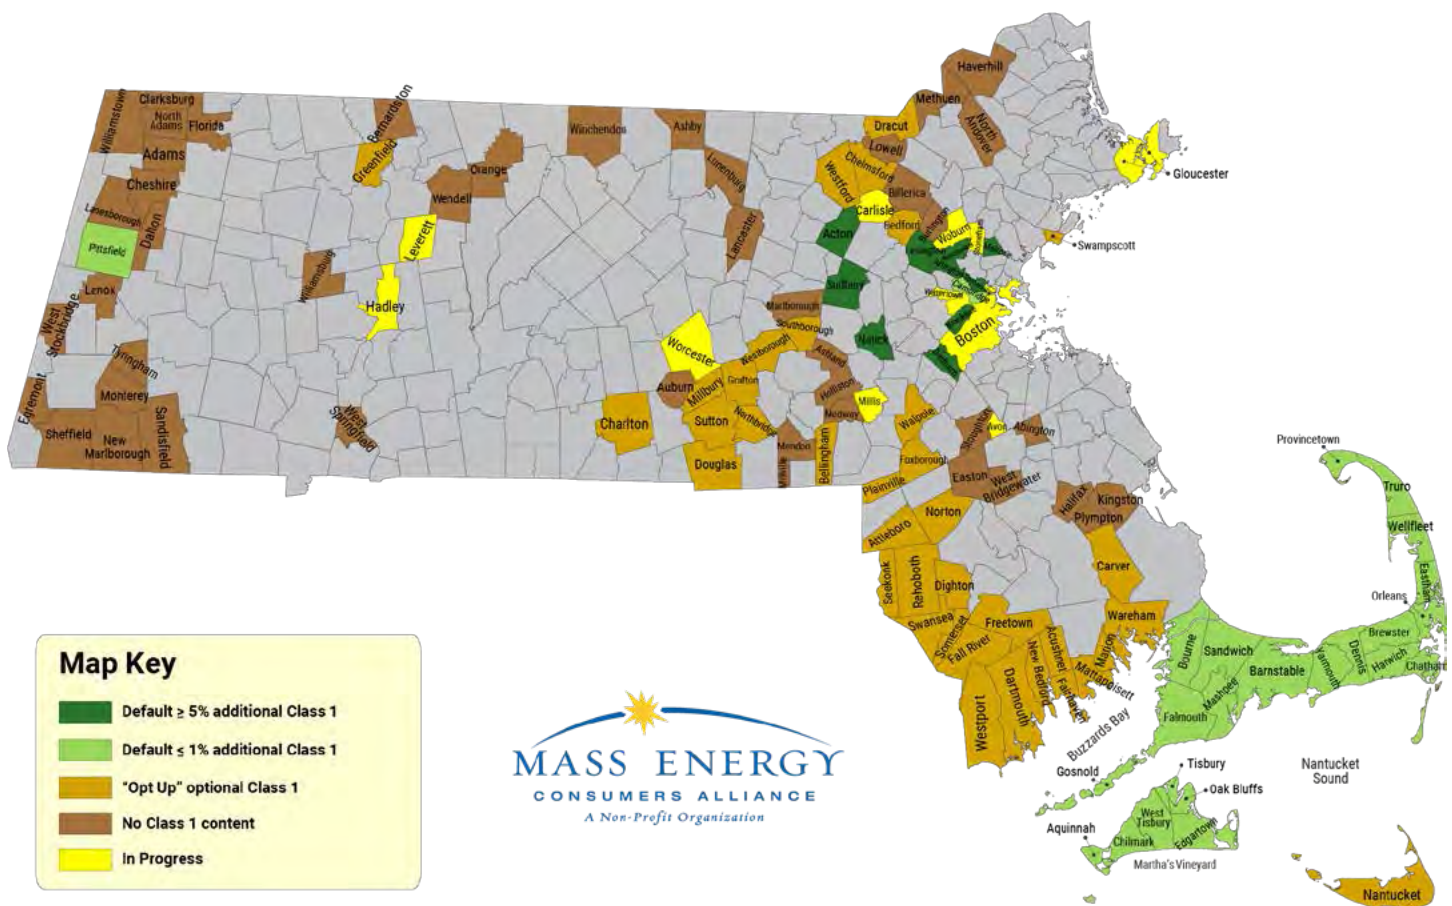 Haverhill
Methuen
North
Andover
Dracut
Lowell
Chelmsford
Westford
Billerica
Carlisle
Bedford
Burlington
Woburn
Gloucester
Swampscott
Clarksburg
Williamstown
North
Adams
Florida
Adams
Cheshire
Lanesborough
Dalton
Pittsfield
Lenox
West
Stockbridge
Tyringham
Monterey
Egremont
Sheffield
New
Marlborough
Sandisfield
Bernardston
Greenfield
Orange
Wendell
Leverett
Williamsburg
Hadley
West
Springfield
Winchendon
Ashby
Lunenburg
Lancaster
Acton
Sudbury
Marlborough
Southborough
Westborough
Natick
Watertown
Cambridge
Boston
Worcester
Auburn
Millbury
Grafton
Ashland
Holliston
Medway
Millis
Charlton
Sutton
Northbridge
Douglas
Mendon
Millville
Bellingham
Walpole
Foxborough
Plainville
Stoughton
Avon
Abington
Easton
West
Bridgewater
Halifax
Kingston
Plympton
Norton
Attleboro
Seekonk
Rehoboth
Dighton
Carver
Swansea
Somerset
Fall River
Freetown
Wareham
Marion
Mattapoisett
Acushnet
New Bedford
Fairhaven
Dartmouth
Westport
Buzzards Bay
Provincetown
Truro
Wellfleet
Eastham
Orleans
Brewster
Dennis
Harwich
Chatham
Yarmouth
Barnstable
Sandwich
Bourne
Mashpee
Falmouth
Gosnold
Tisbury
Oak Bluffs
West
Tisbury
Edgartown
Aquinnah
Chilmark
Martha's Vineyard
Nantucket
Sound
Nantucket
Map Key
Default ≥ 5% additional Class 1
Default ≤ 1% additional Class 1
"Opt Up" optional Class 1
No Class 1 content
In Progress
MASS ENERGY
CONSUMERS ALLIANCE
A Non-Profit Organization